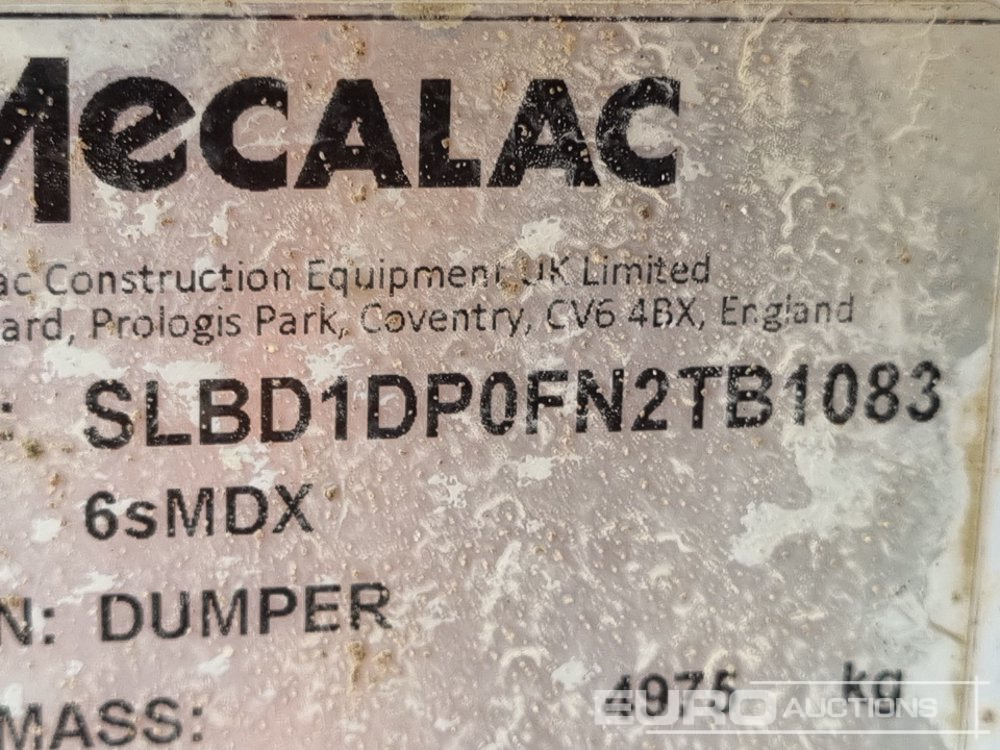 Mecalac
ac Construction Equipment UK Limited
ard, Prologis Park, Coventry, CV6 4BX, England
: SLBD1DP0FN2TB1083
6sMDX
N: DUMPER
MASS: 4975 kg
EURO AUCTIONS